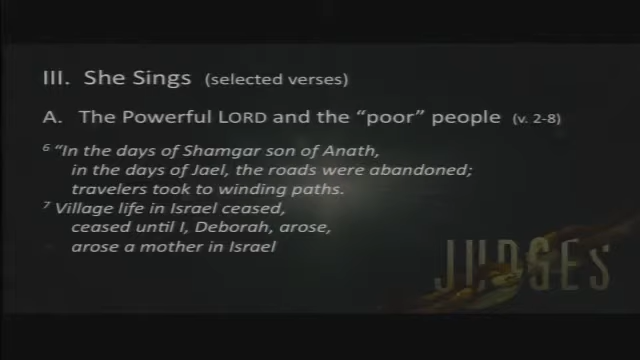 III. She Sings (selected verses)
A. The Powerful LORD and the “poor” people (v. 2-8)
6 “In the days of Shamgar son of Anath,
in the days of Jael, the roads were abandoned;
travelers took to winding paths.
7 Village life in Israel ceased,
ceased until I, Deborah, arose,
arose a mother in Israel
JUDGES